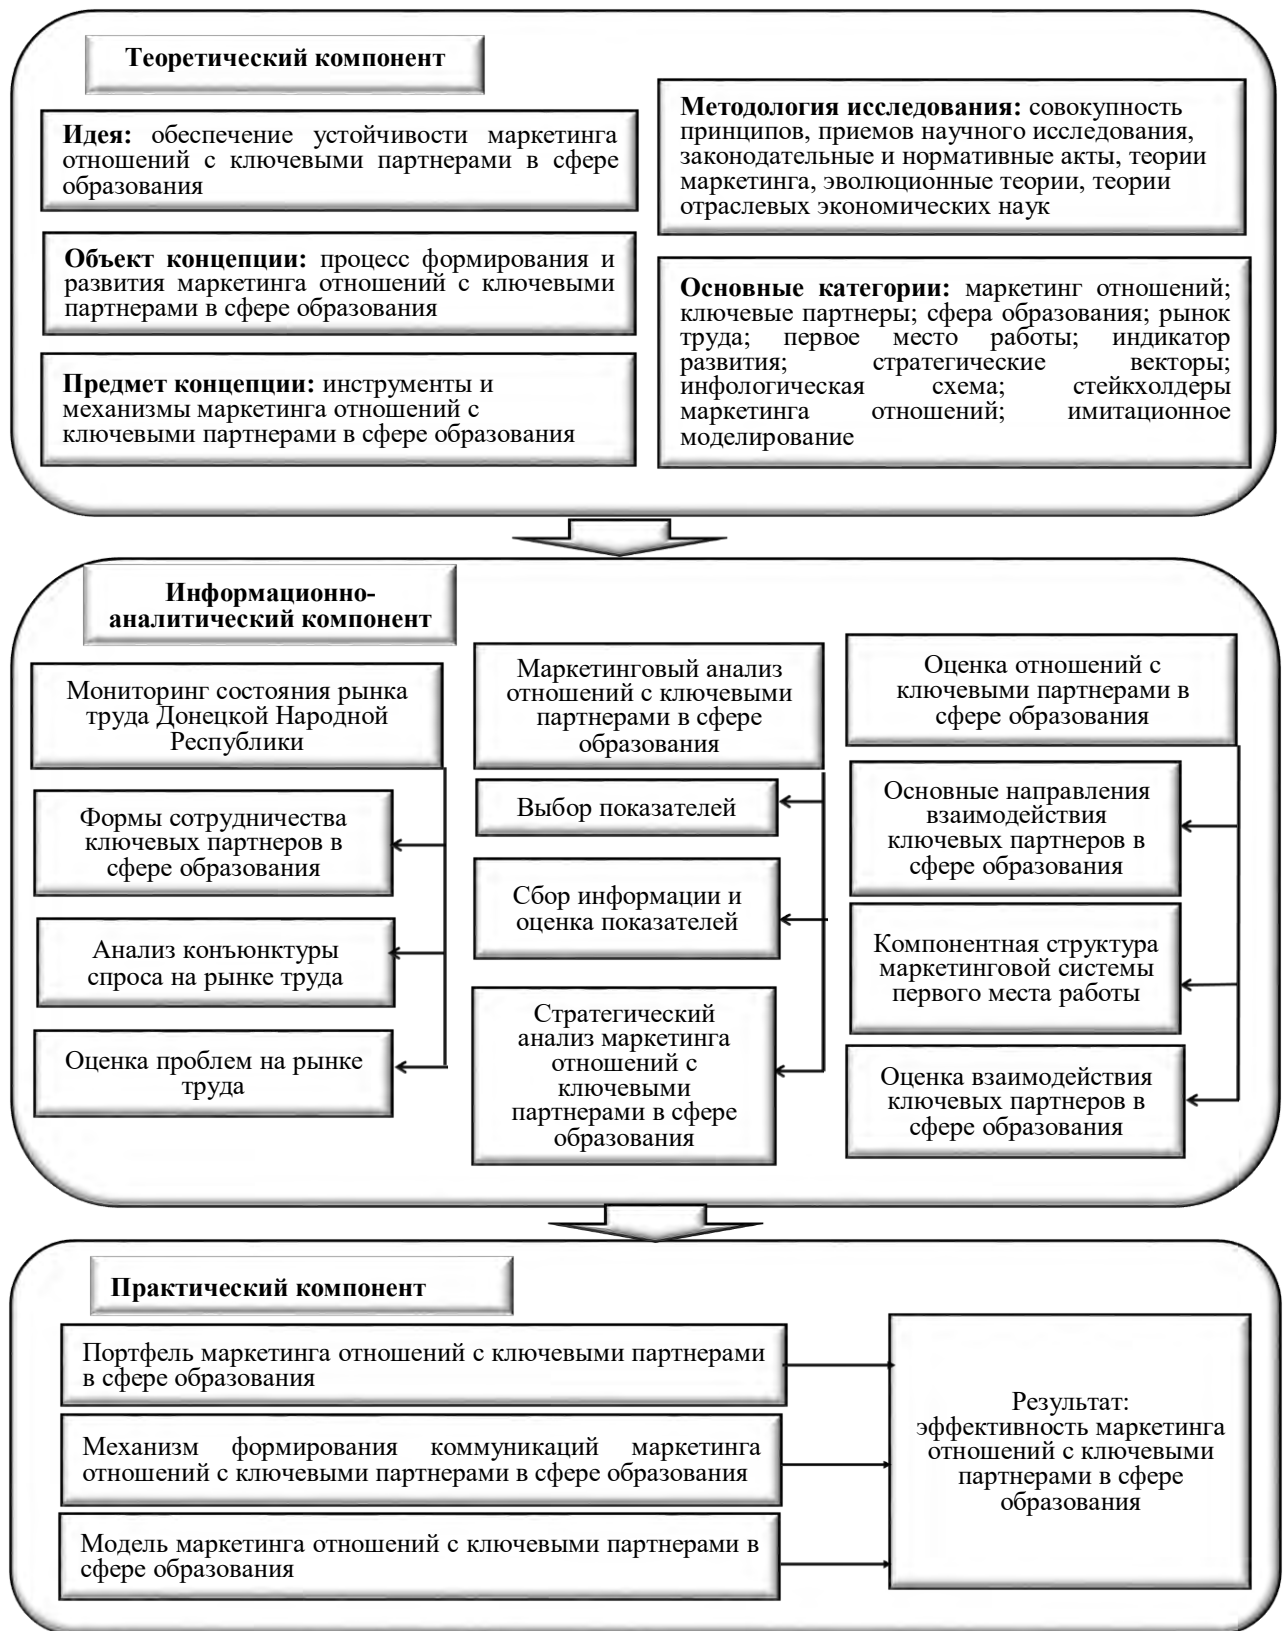 Теоретический компонент
Идея: обеспечение устойчивости маркетинга
отношений с ключевыми партнерами в сфере
образования
Объект концепции: процесс формирования и
развития маркетинга отношений с ключевыми
партнерами в сфере образования
Предмет концепции: инструменты и
механизмы маркетинга отношений с
ключевыми партнерами в сфере образования
Методология исследования: совокупность
принципов, приемов научного исследования,
законодательные и нормативные акты, теории
маркетинга, эволюционные теории, теории
отраслевых экономических наук
Основные категории: маркетинг отношений;
ключевые партнеры; сфера образования; рынок
труда; первое место работы; индикатор
развития; стратегические векторы;
инфологическая схема; стейкхолдеры
маркетинга отношений; имитационное
моделирование
Информационно-
аналитический компонент
Мониторинг состояния рынка
труда Донецкой Народной
Республики
Формы сотрудничества
ключевых партнеров в
сфере образования
Анализ конъюнктуры
спроса на рынке труда
Оценка проблем на рынке
труда
Маркетинговый анализ
отношений с ключевыми
партнерами в сфере
образования
Выбор показателей
Сбор информации и
оценка показателей
Стратегический
анализ маркетинга
отношений с
ключевыми
партнерами в сфере
образования
Оценка отношений с
ключевыми партнерами в
сфере образования
Основные направления
взаимодействия
ключевых партнеров в
сфере образования
Компонентная структура
маркетинговой системы
первого места работы
Оценка взаимодействия
ключевых партнеров в
сфере образования
Практический компонент
Портфель маркетинга отношений с ключевыми партнерами
в сфере образования
Механизм формирования коммуникаций маркетинга
отношений с ключевыми партнерами в сфере образования
Модель маркетинга отношений с ключевыми партнерами в
сфере образования
Результат:
эффективность маркетинга
отношений с ключевыми
партнерами в сфере
образования